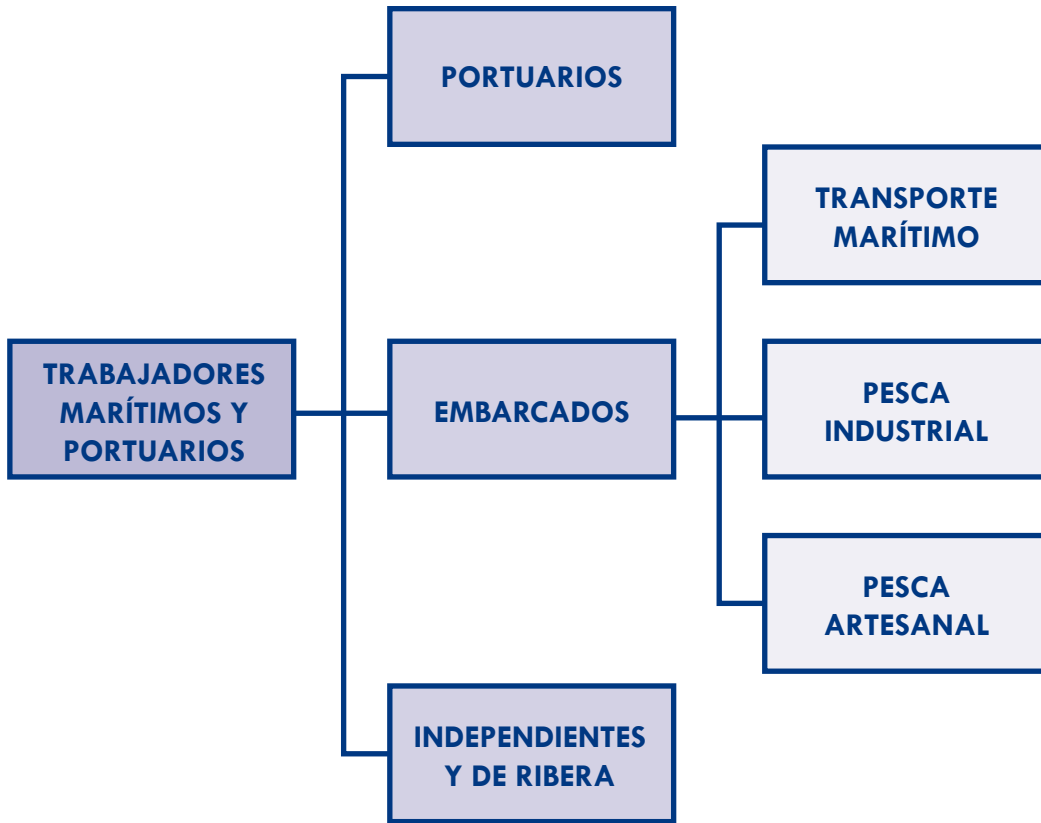 PORTUARIOS
TRANSPORTE
MARÍTIMO
TRABAJADORES
MARÍTIMOS Y
PORTUARIOS
EMBARCADOS
PESCA
INDUSTRIAL
PESCA
ARTESANAL
INDEPENDIENTES
Y DE RIBERA